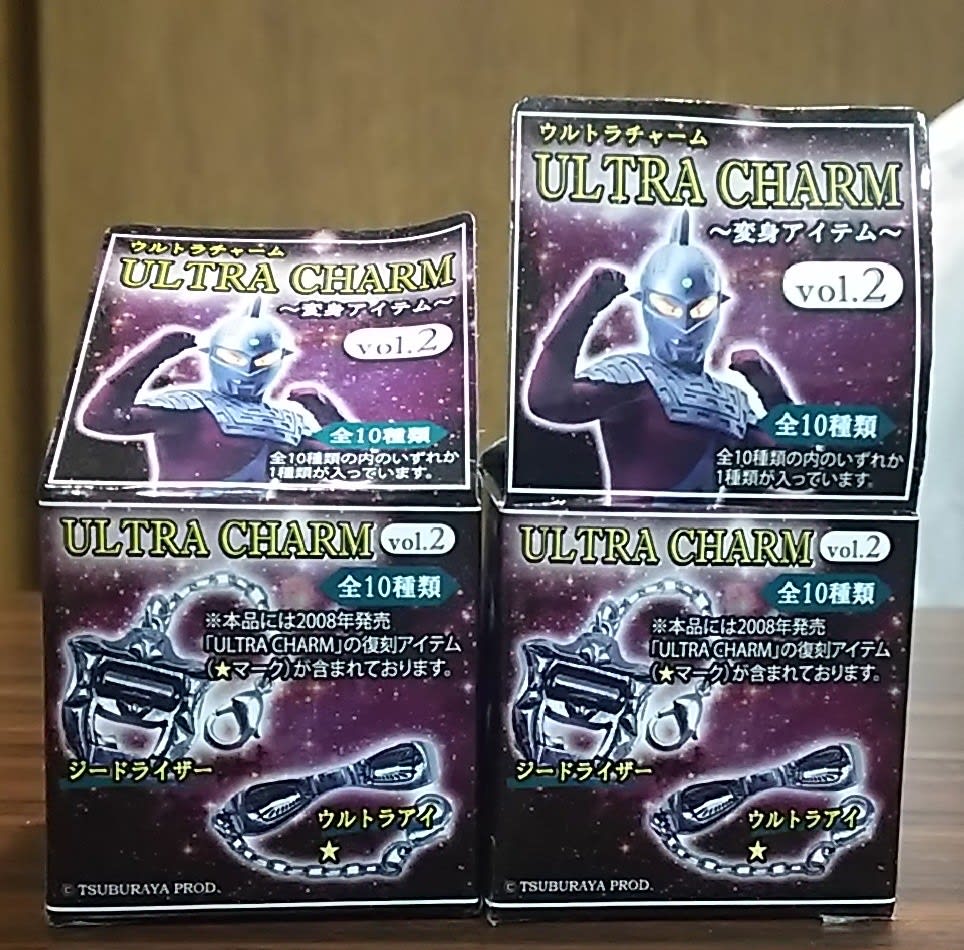 ウルトラチャーム
ULTRA CHARM
～変身アイテム～
vol.2
全10種類
全10種類の内のいずれか
1種類が入っています。
ULTRA CHARM vol.2
全10種類
※本品には2008年発売
「ULTRA CHARM」の復刻アイテム
(★マーク)が含まれております。
ジードライザー
ウルトラアイ
★
© TSUBURAYA PROD.
ウルトラチャーム
ULTRA CHARM
～変身アイテム～
vol.2
全10種類
全10種類の内のいずれか
1種類が入っています。
ULTRA CHARM vol.2
全10種類
※本品には2008年発売
「ULTRA CHARM」の復刻アイテム
(★マーク)が含まれております。
ジードライザー
ウルトラアイ
★
© TSUBURAYA PROD.